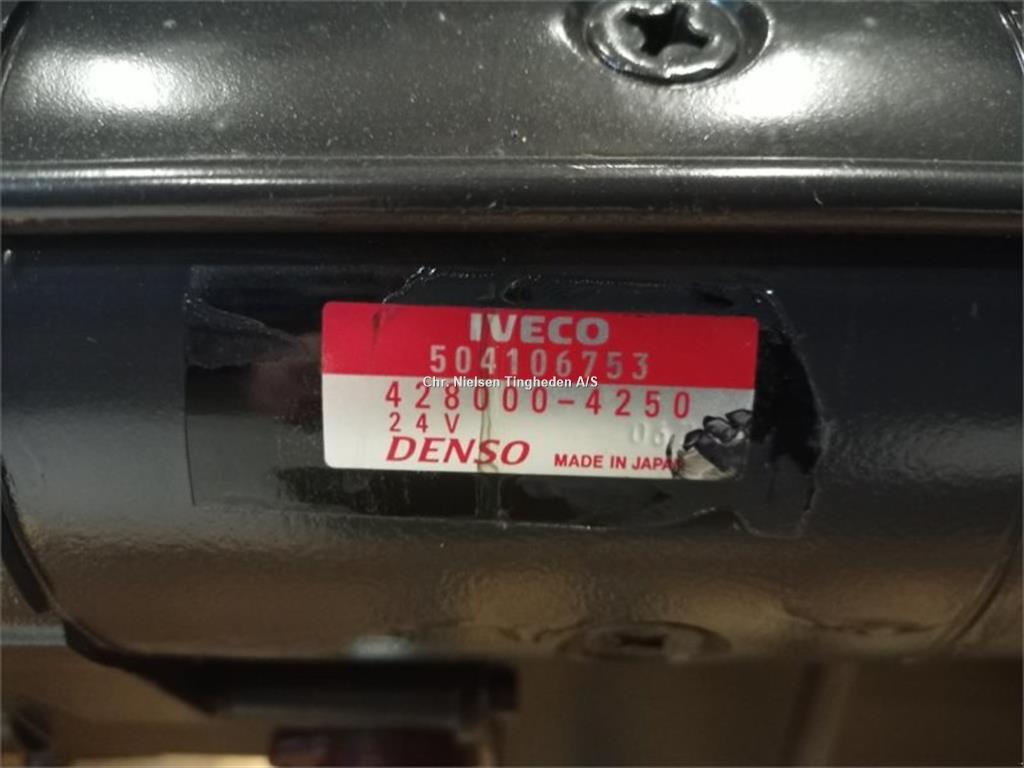 IVECO
504106753
Chr. Nielsen Tingheden A/S
428000-4250
24V
DENSO MADE IN JAPAN